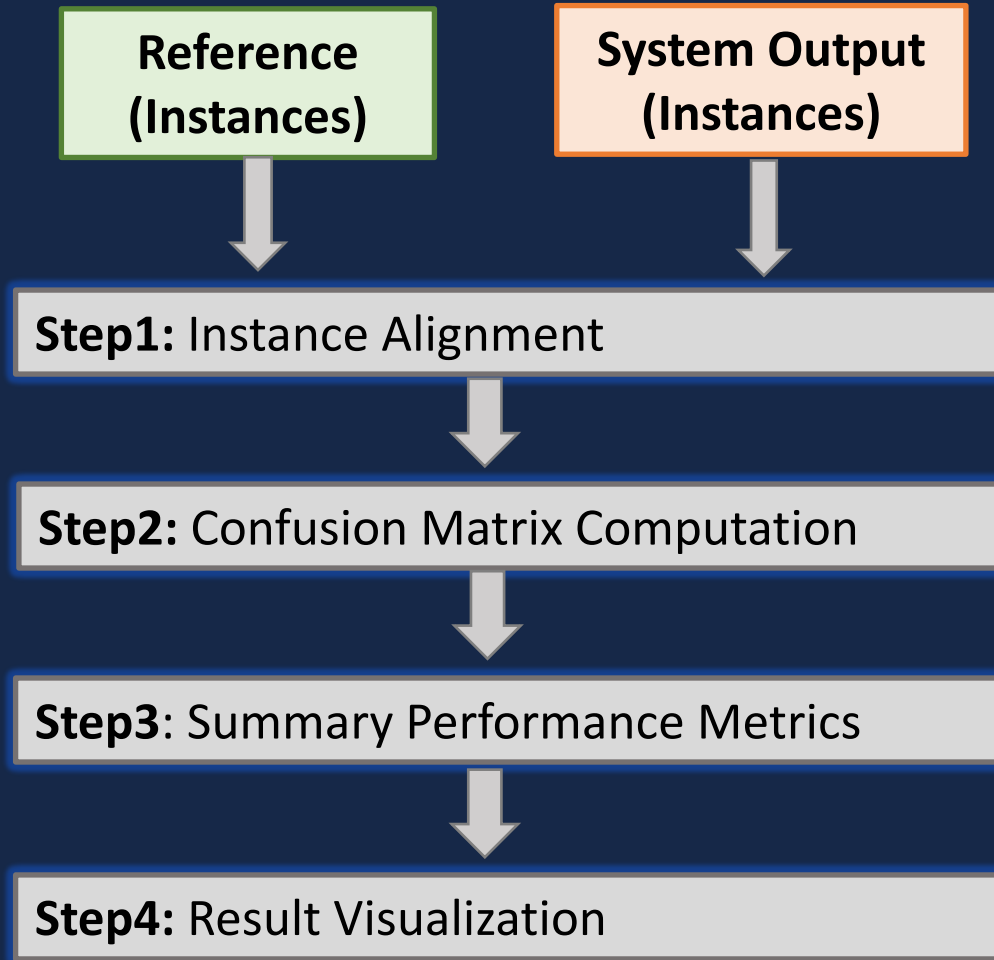 Reference
(Instances)
System Output
(Instances)
Step1: Instance Alignment
Step2: Confusion Matrix Computation
Step3: Summary Performance Metrics
Step4: Result Visualization